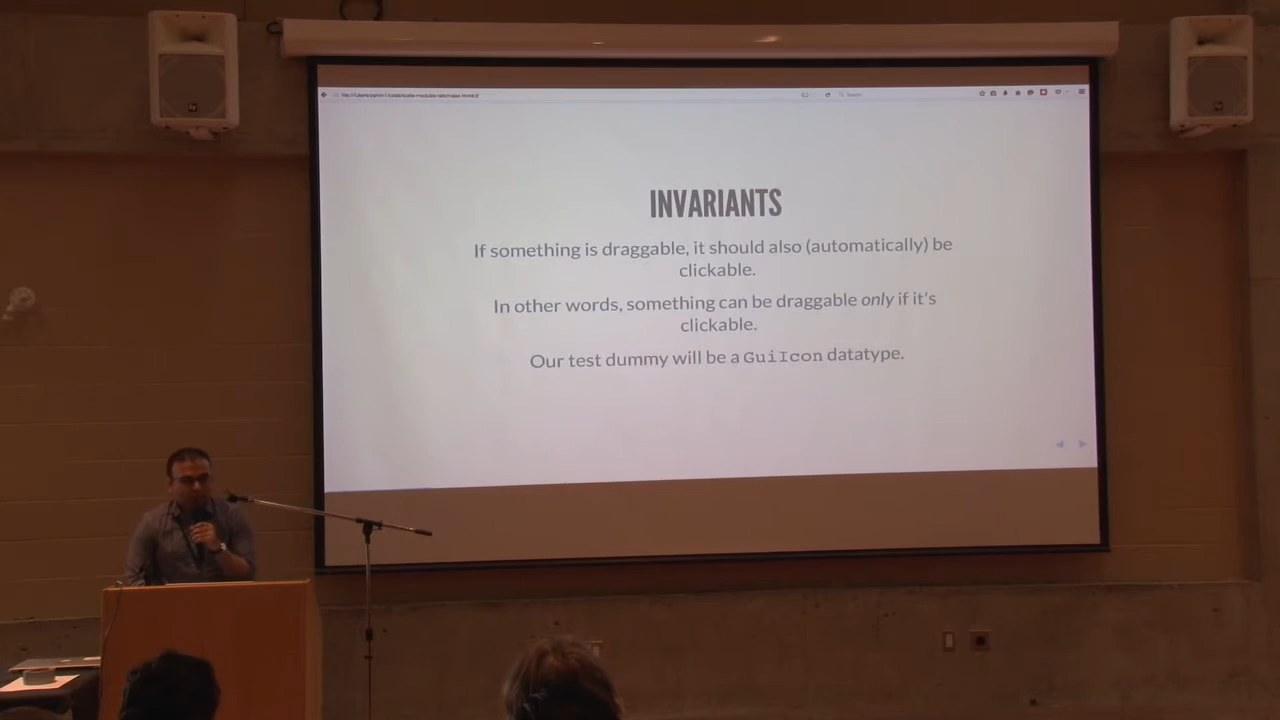 INVARIANTS
If something is draggable, it should also (automatically) be
clickable.
In other words, something can be draggable only if it's
clickable.
Our test dummy will be a GuiIcon datatype.